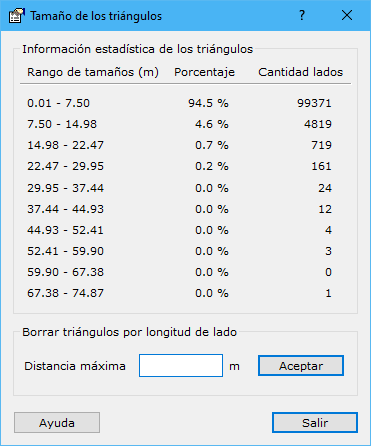 Tamaño de los triángulos
Información estadística de los triángulos
Rango de tamaños (m) Porcentaje Cantidad lados
0.01 - 7.50 94.5 % 99371
7.50 - 14.98 4.6 % 4819
14.98 - 22.47 0.7 % 719
22.47 - 29.95 0.2 % 161
29.95 - 37.44 0.0 % 24
37.44 - 44.93 0.0 % 12
44.93 - 52.41 0.0 % 4
52.41 - 59.90 0.0 % 3
59.90 - 67.38 0.0 % 0
67.38 - 74.87 0.0 % 1
Borrar triángulos por longitud de lado
Distancia máxima m Aceptar
Ayuda Salir